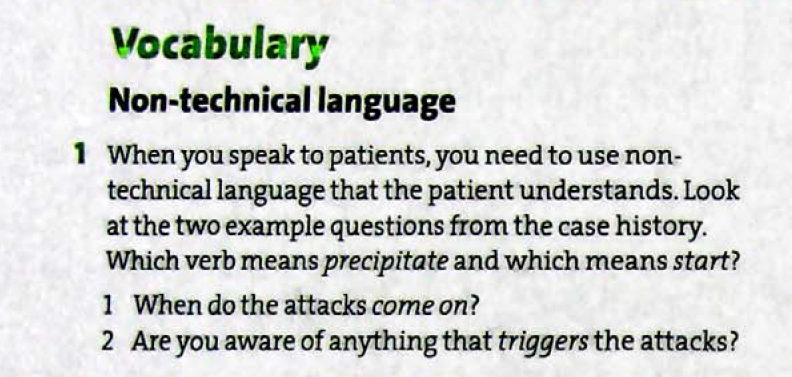 Vocabulary
Non-technical language
1 When you speak to patients, you need to use non-
technical language that the patient understands. Look
at the two example questions from the case history.
Which verb means precipitate and which means start?
1 When do the attacks come on?
2 Are you aware of anything that triggers the attacks?